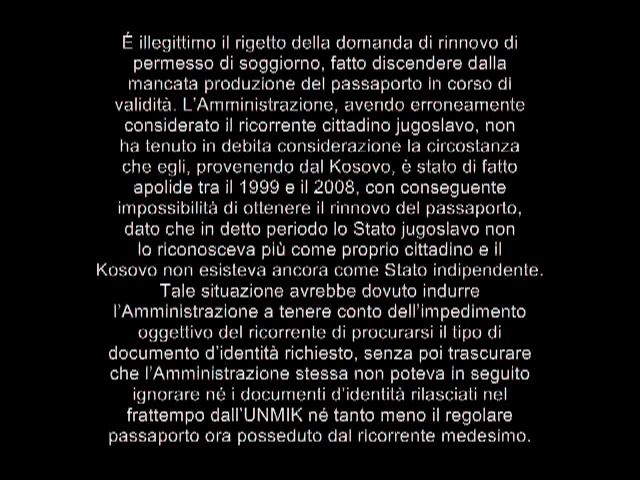 É illegittimo il rigetto della domanda di rinnovo di
permesso di soggiorno, fatto discendere dalla
mancata produzione del passaporto in corso di
validità. L'Amministrazione, avendo erroneamente
considerato il ricorrente cittadino jugoslavo, non
ha tenuto in debita considerazione la circostanza
che egli, provenendo dal Kosovo, è stato di fatto
apolide tra il 1999 e il 2008, con conseguente
impossibilità di ottenere il rinnovo del passaporto,
dato che in detto periodo lo Stato jugoslavo non
lo riconosceva più come proprio cittadino e il
Kosovo non esisteva ancora come Stato indipendente.
Tale situazione avrebbe dovuto indurre
l'Amministrazione a tenere conto dell'impedimento
oggettivo del ricorrente di procurarsi il tipo di
documento d'identità richiesto, senza poi trascurare
che l'Amministrazione stessa non poteva in seguito
ignorare né i documenti d'identità rilasciati nel
frattempo dall'UNMIK né tanto meno il regolare
passaporto ora posseduto dal ricorrente medesimo.